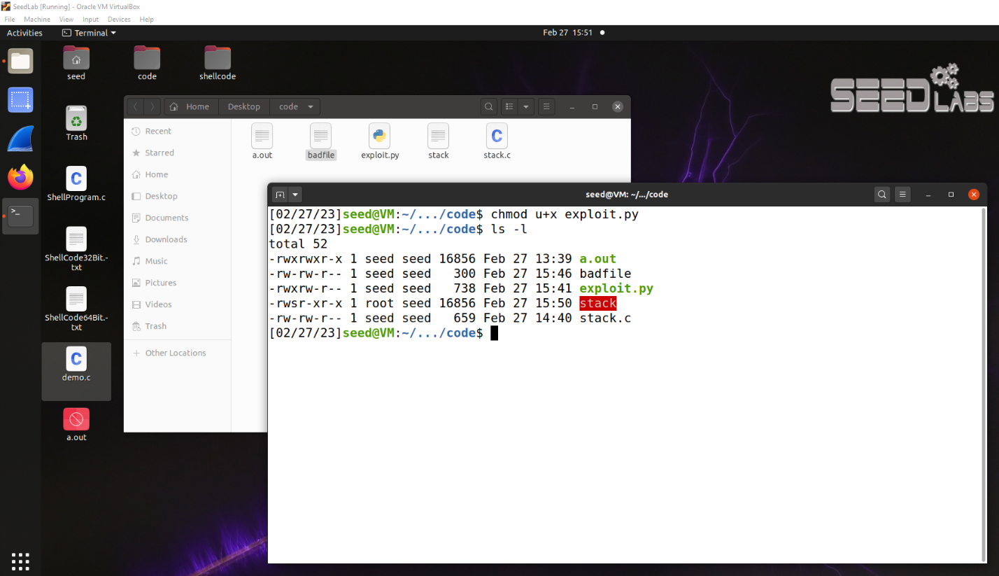 SeedLab [Running] - Oracle VM VirtualBox
File Machine View Input Devices Help
Activities Terminal Feb 27 15:51
seed code shellcode
SEEDLABS
Home Desktop code
Recent
Starred
Home
Desktop
Documents
Downloads
Music
Pictures
Videos
Trash
Other Locations
a.out badfile exploit.py stack stack.c
Trash
ShellProgram.c
ShellCode32Bit.-
txt
ShellCode64Bit.-
txt
demo.c
a.out
seed@VM: ~/.../code
[02/27/23]seed@VM:~/.../code$ chmod u+x exploit.py
[02/27/23]seed@VM:~/.../code$ ls -l
total 52
-rwxrwxr-x 1 seed seed 16856 Feb 27 13:39 a.out
-rw-rw-r-- 1 seed seed   300 Feb 27 15:46 badfile
-rwxrw-r-- 1 seed seed   738 Feb 27 15:41 exploit.py
-rwsr-xr-x 1 root seed 16856 Feb 27 15:50 stack
-rw-rw-r-- 1 seed seed   659 Feb 27 14:40 stack.c
[02/27/23]seed@VM:~/.../code$